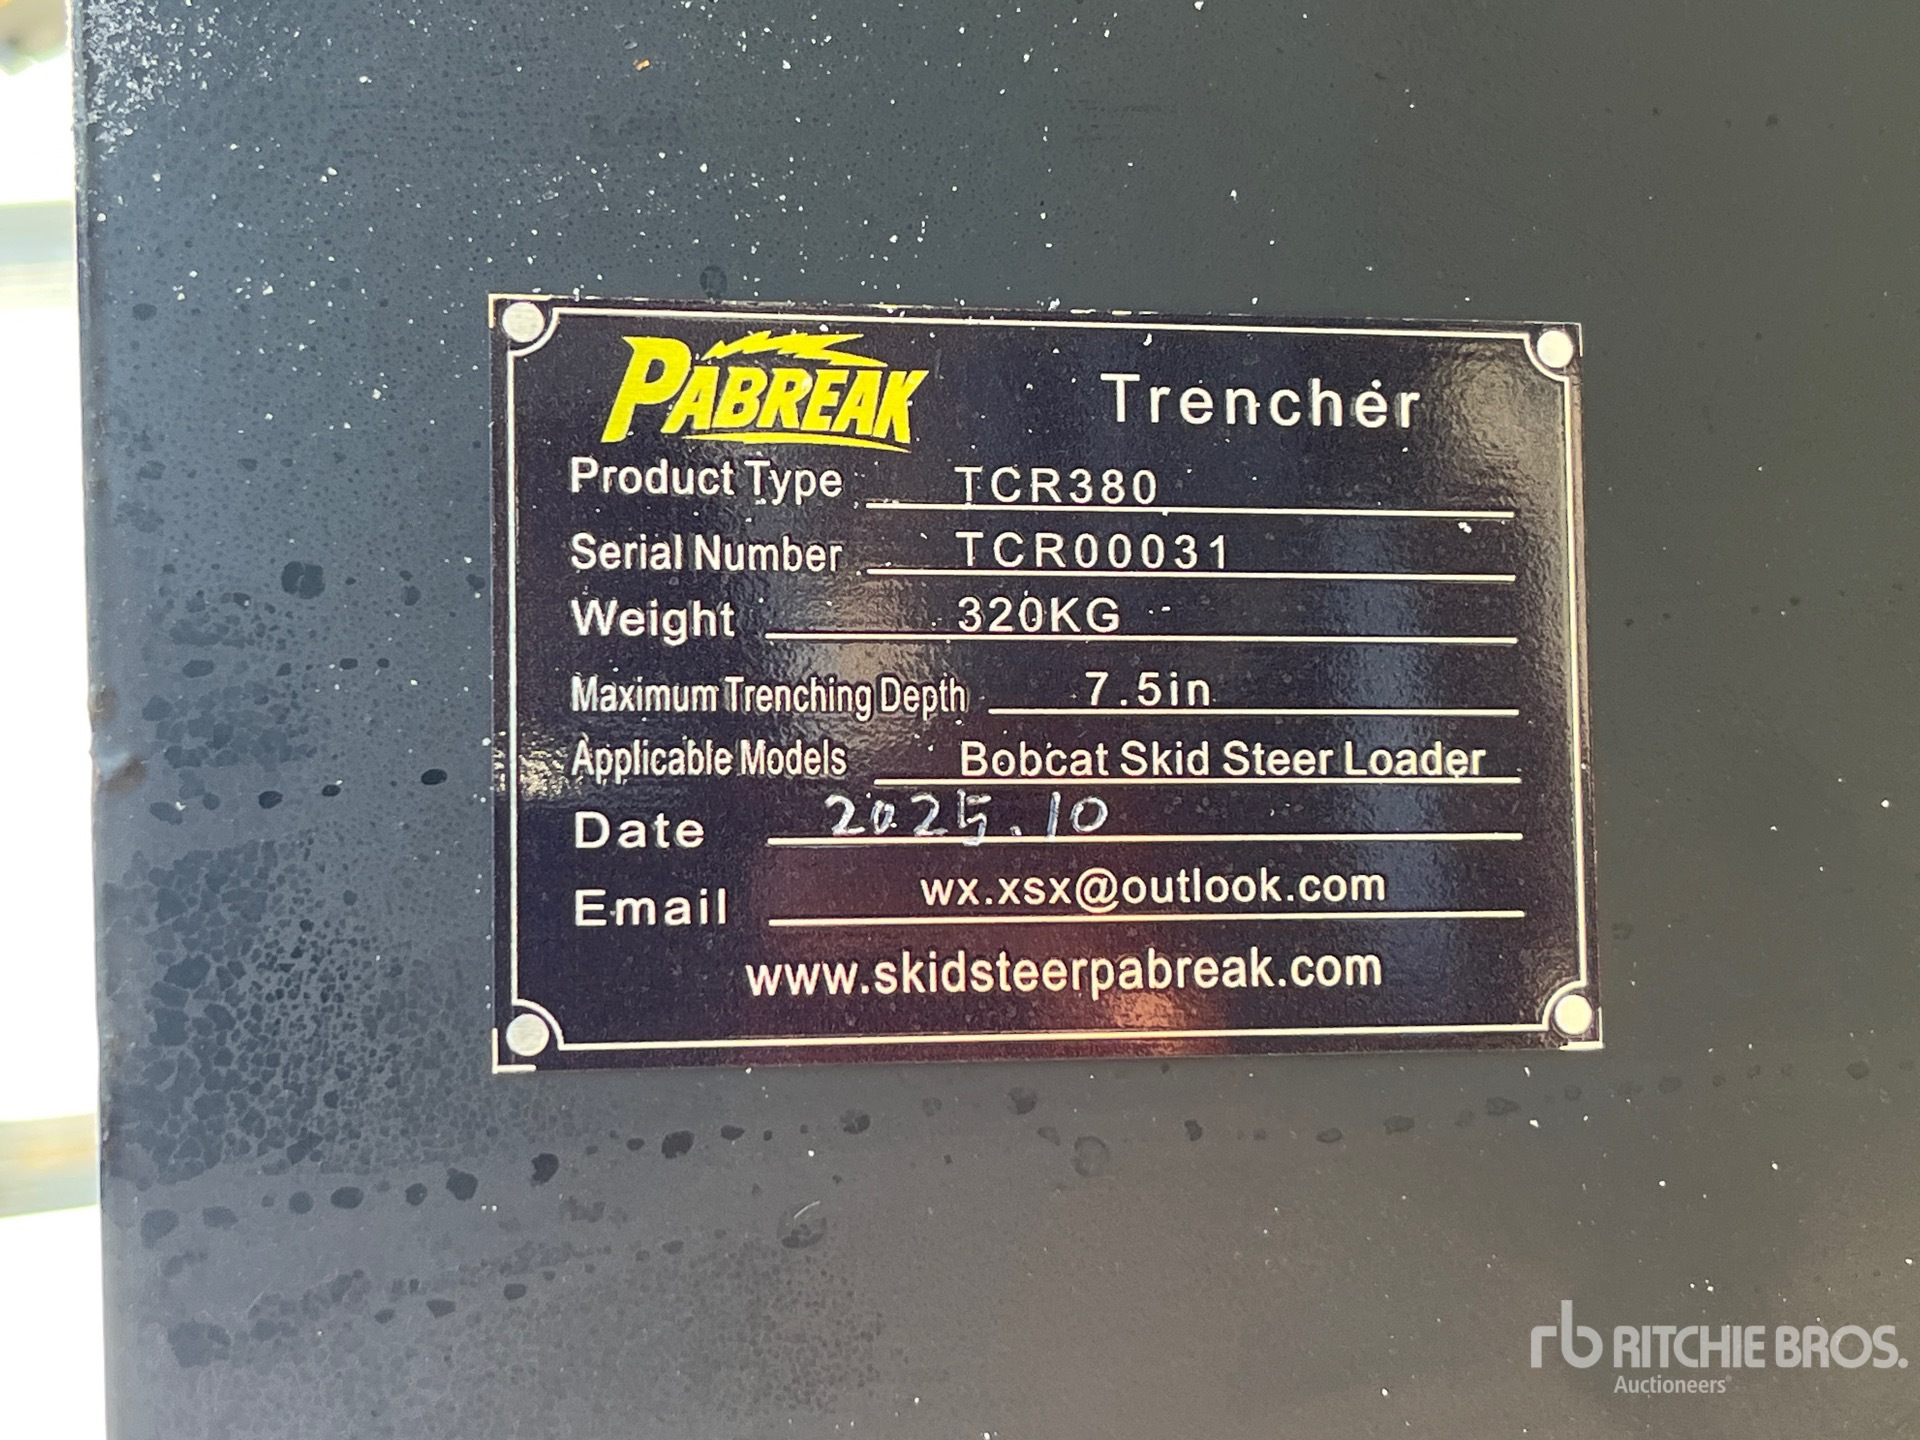 PABREAK Trencher
Product Type TCR380
Serial Number TCR00031
Weight 320KG
Maximum Trenching Depth 7.5in
Applicable Models Bobcat Skid Steer Loader
Date 2025.10
Email wx.xsx@outlook.com
www.skidsteerpabreak.com
rb RITCHIE BROS.
Auctioneers